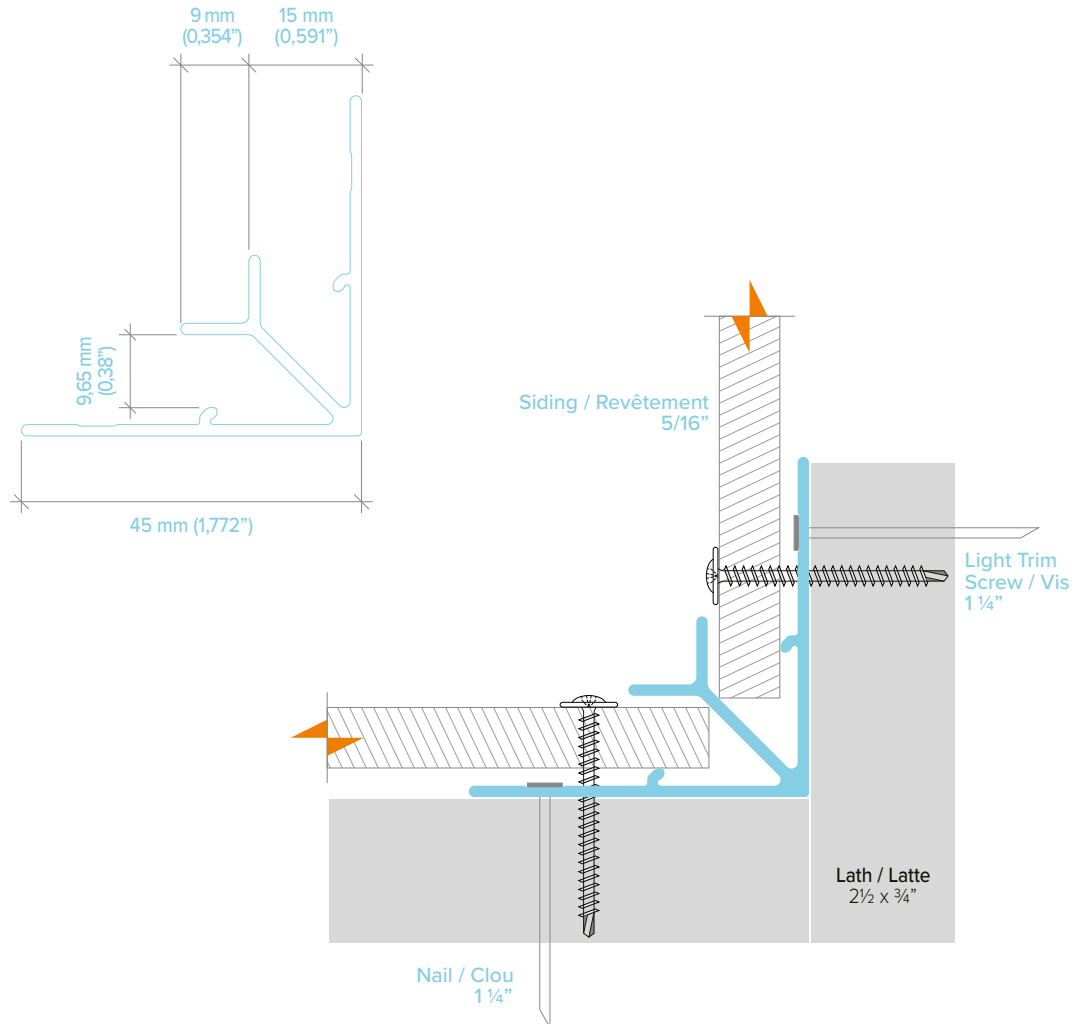 9 mm
(0,354”)
15 mm
(0,591”)
9,65 mm
(0,38”)
45 mm (1,772”)
Siding / Revêtement
5/16”
Light Trim
Screw / Vis
1 ¼”
Lath / Latte
2½ x ¾”
Nail / Clou
1 ¼”